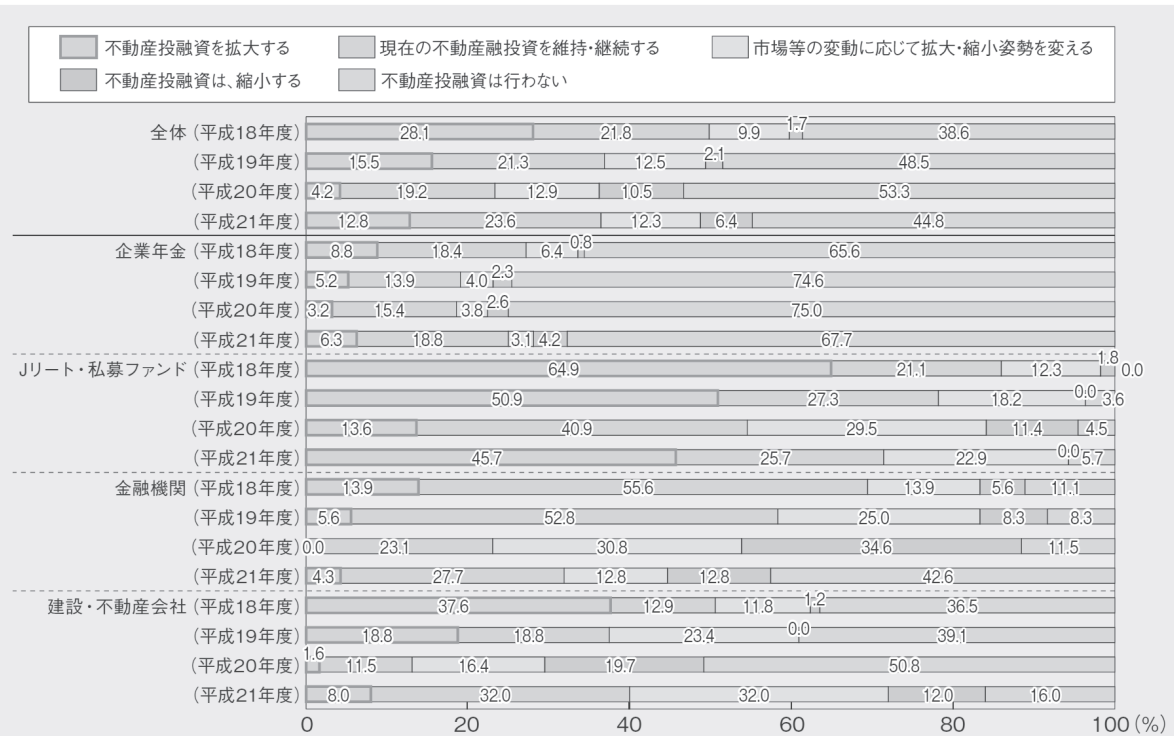 不動産投融資を拡大する 現在の不動産融投資を維持・継続する 市場等の変動に応じて拡大・縮小姿勢を変える
不動産投融資は、縮小する 不動産投融資は行わない
全体（平成18年度） 28.1 21.8 9.9 1.7 38.6
（平成19年度） 15.5 21.3 12.5 2.1 48.5
（平成20年度） 4.2 19.2 12.9 10.5 53.3
（平成21年度） 12.8 23.6 12.3 6.4 44.8
企業年金（平成18年度） 8.8 18.4 6.4 0.8 65.6
（平成19年度） 5.2 13.9 4.0 2.3 74.6
（平成20年度） 3.2 15.4 3.8 2.6 75.0
（平成21年度） 6.3 18.8 3.1 4.2 67.7
Jリート・私募ファンド（平成18年度） 64.9 21.1 12.3 1.8 0.0
（平成19年度） 50.9 27.3 18.2 0.0 3.6
（平成20年度） 13.6 40.9 29.5 11.4 4.5
（平成21年度） 45.7 25.7 22.9 0.0 5.7
金融機関（平成18年度） 13.9 55.6 13.9 5.6 11.1
（平成19年度） 5.6 52.8 25.0 8.3 8.3
（平成20年度） 0.0 23.1 30.8 34.6 11.5
（平成21年度） 4.3 27.7 12.8 12.8 42.6
建設・不動産会社（平成18年度） 37.6 12.9 11.8 1.2 36.5
（平成19年度） 18.8 18.8 23.4 0.0 39.1
（平成20年度） 1.6 11.5 16.4 19.7 50.8
（平成21年度） 8.0 32.0 32.0 12.0 16.0
0 20 40 60 80 100（%）